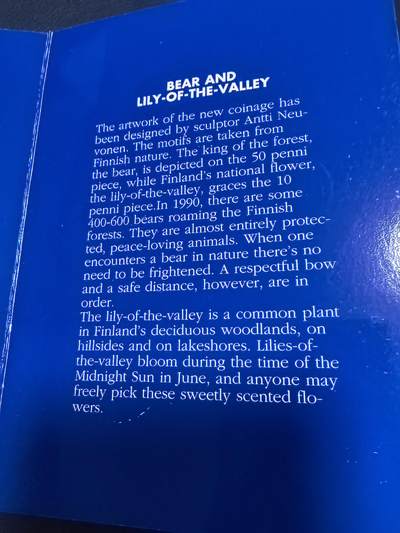 BEAR AND
LILY-OF-THE-VALLEY
The artwork of the new coinage has
been designed by sculptor Antti Neu-
vonen. The motifs are taken from
Finnish nature. The king of the forest,
the bear, is depicted on the 50 penni
piece, while Finland's national flower,
the lily-of-the-valley, graces the 10
penni piece.In 1990, there are some
400-600 bears roaming the Finnish
forests. They are almost entirely protec-
ted, peace-loving animals. When one
encounters a bear in nature there's no
need to be frightened. A respectful bow
and a safe distance, however, are in
order.
The lily-of-the-valley is a common plant
in Finland's deciduous woodlands, on
hillsides and on lakeshores. Lilies-of-
the-valley bloom during the time of the
Midnight Sun in June, and anyone may
freely pick these sweetly scented flo-
wers.